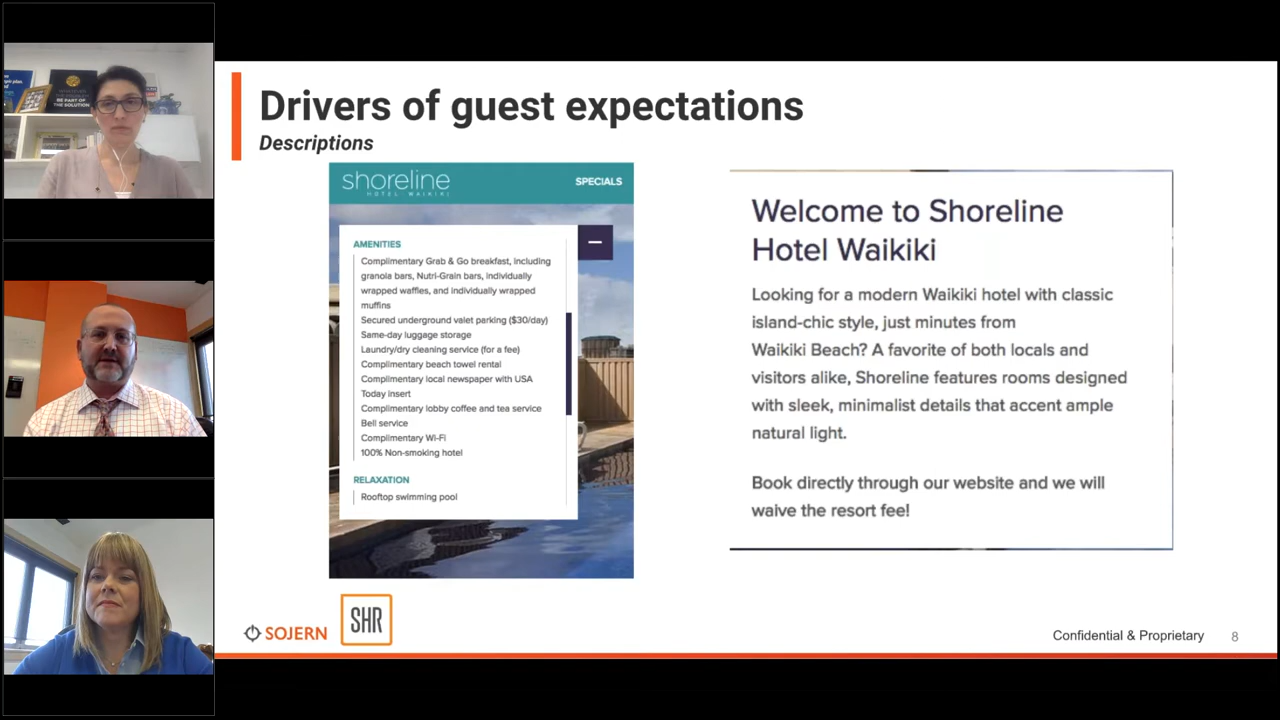 BE PART OF
THE SOLUTION
Drivers of guest expectations
Descriptions
shoreline
HOTEL WAIKIKI
SPECIALS
AMENITIES
Complimentary Grab & Go breakfast, including
granola bars, Nutri-Grain bars, individually
wrapped waffles, and individually wrapped
muffins
Secured underground valet parking ($30/day)
Same-day luggage storage
Laundry/dry cleaning service (for a fee)
Complimentary beach towel rental
Complimentary local newspaper with USA
Today insert
Complimentary lobby coffee and tea service
Bell service
Complimentary Wi-Fi
100% Non-smoking hotel
RELAXATION
Rooftop swimming pool
Welcome to Shoreline
Hotel Waikiki
Looking for a modern Waikiki hotel with classic
island-chic style, just minutes from
Waikiki Beach? A favorite of both locals and
visitors alike, Shoreline features rooms designed
with sleek, minimalist details that accent ample
natural light.
Book directly through our website and we will
waive the resort fee!
SOJERN
SHR
Confidential & Proprietary
8